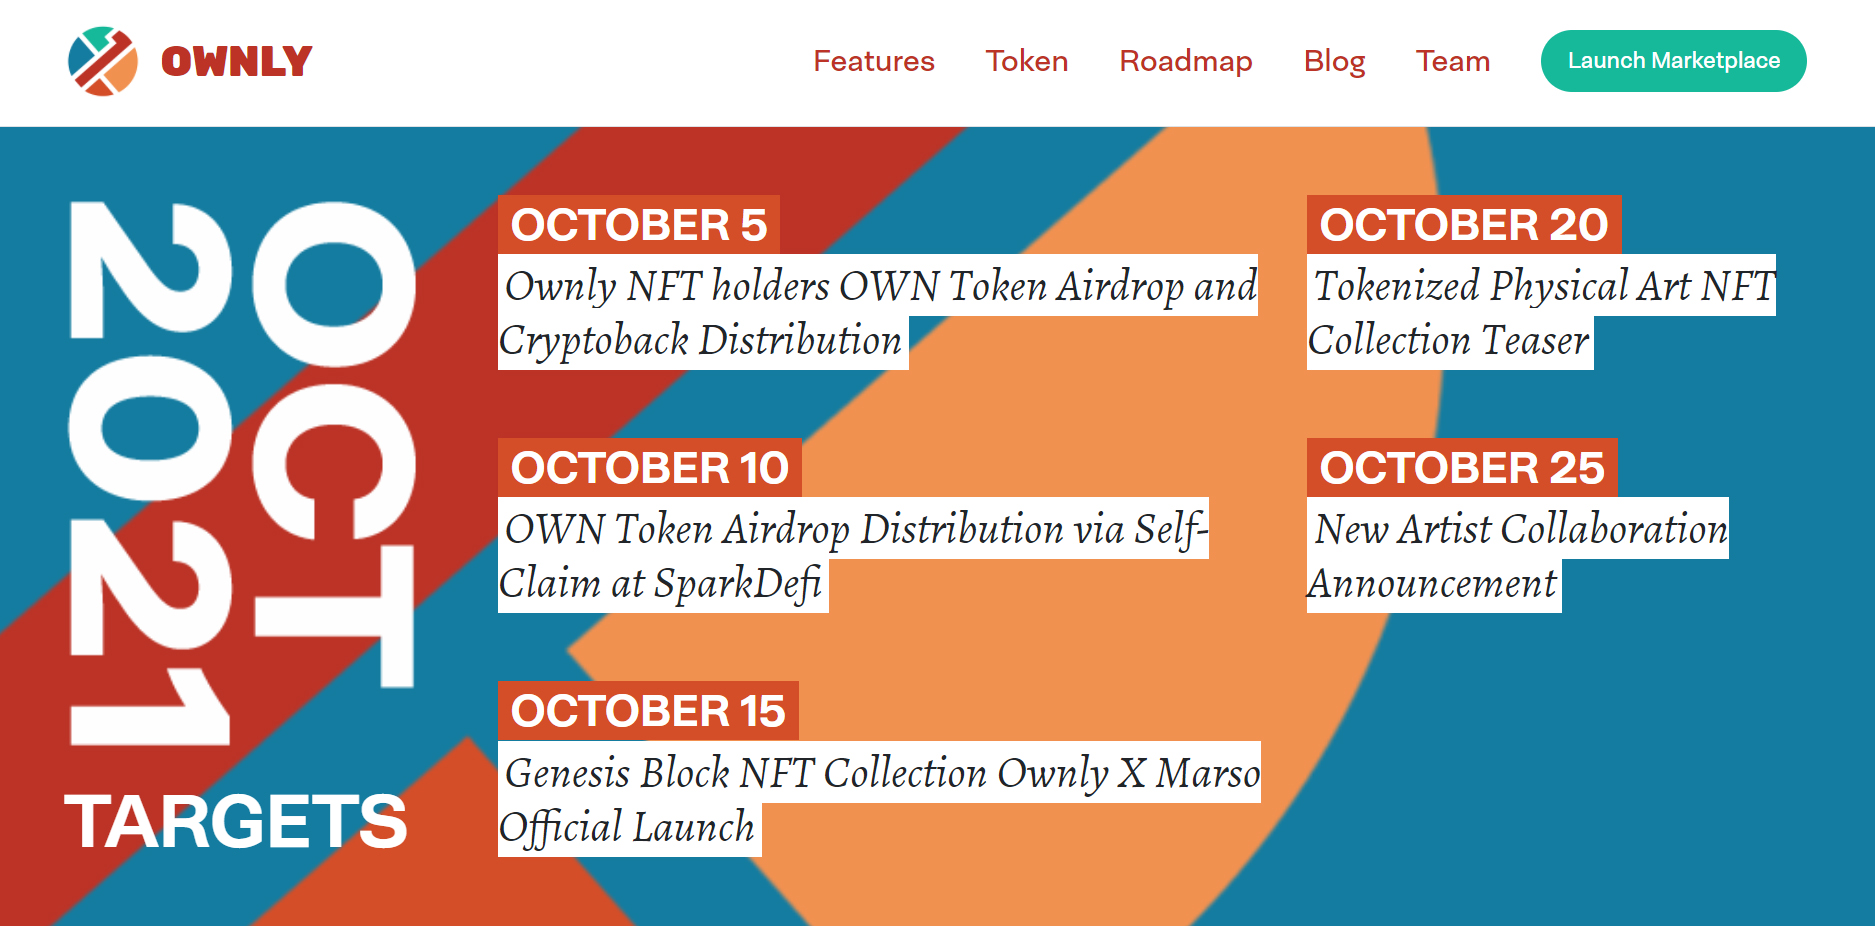 OWNLY
Features
Token
Roadmap
Blog
Team
Launch Marketplace
OCT
2021
TARGETS
OCTOBER 5
Ownly NFT holders OWN Token Airdrop and
Cryptoback Distribution
OCTOBER 10
OWN Token Airdrop Distribution via Self-
Claim at SparkDefi
OCTOBER 15
Genesis Block NFT Collection Ownly X Marso
Official Launch
OCTOBER 20
Tokenized Physical Art NFT
Collection Teaser
OCTOBER 25
New Artist Collaboration
Announcement